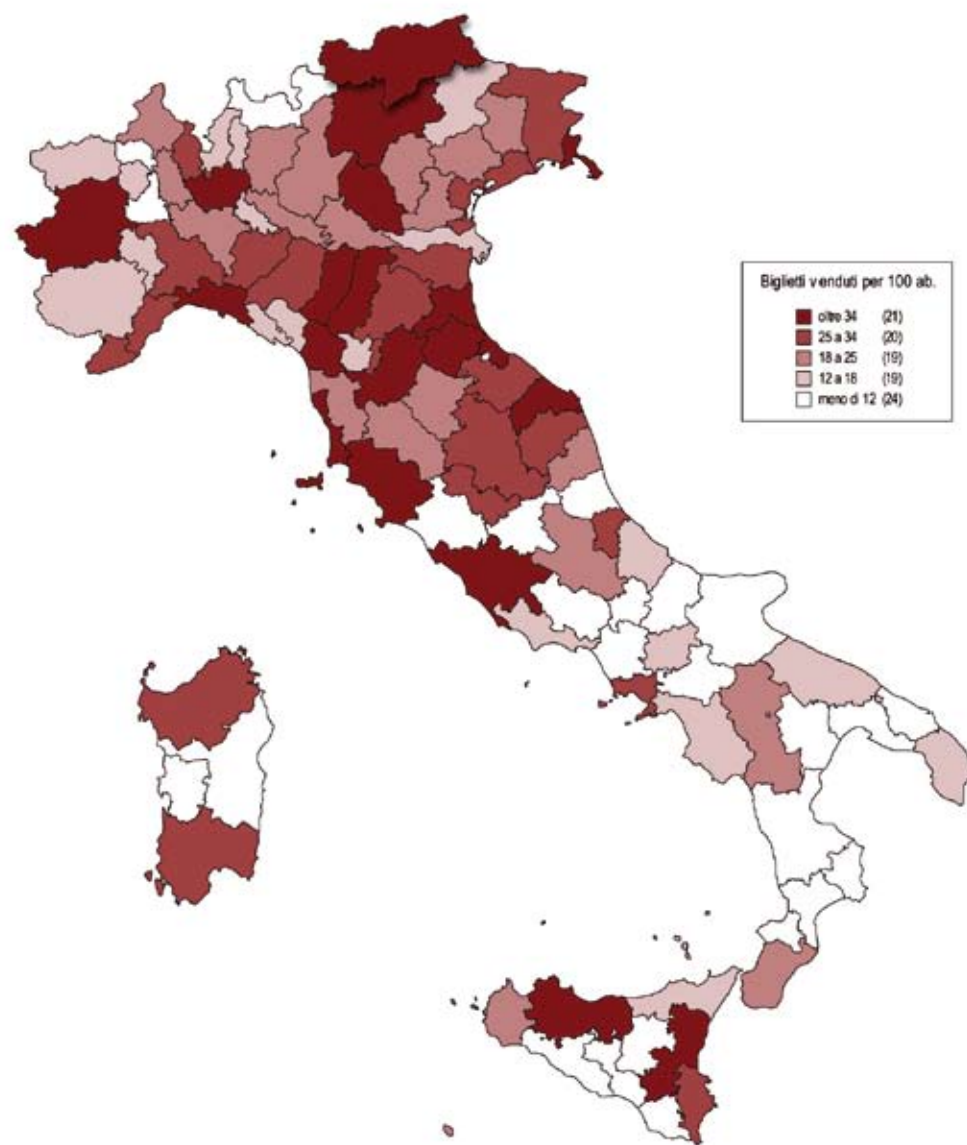 Biglietti venduti per 100 ab.
oltre 34 (21)
25 a 34 (20)
18 a 25 (19)
12 a 18 (19)
meno di 12 (24)